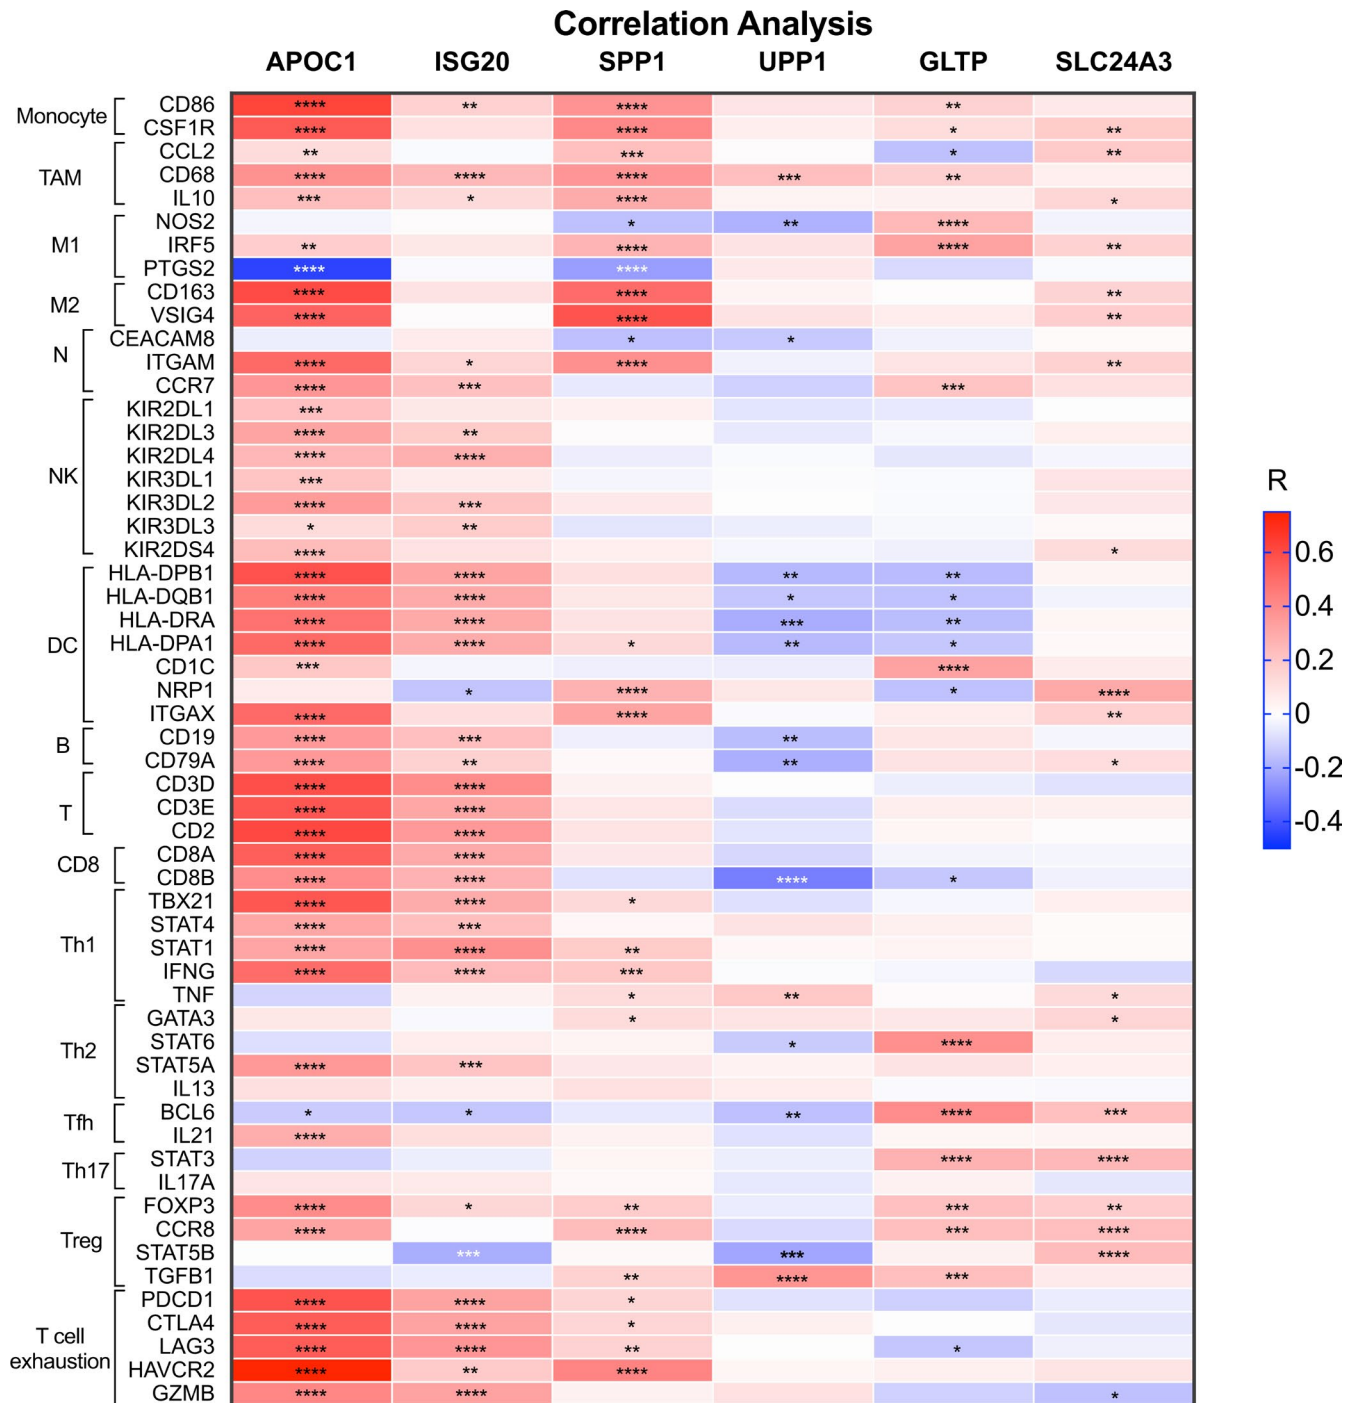 Correlation Analysis
APOC1 ISG20 SPP1 UPP1 GLTP SLC24A3
Monocyte
CD86 **** ** **** **
CSF1R **** **** * **
TAM
CCL2 ** *** * **
CD68 **** **** **** *** **
IL10 *** * **** *
M1
NOS2 * ** ****
IRF5 ** **** **** **
PTGS2 **** ****
M2
CD163 **** **** **
VSIG4 **** **** **
N
CEACAM8 * *
ITGAM **** * **** **
CCR7 **** *** ***
NK
KIR2DL1 ***
KIR2DL3 **** **
KIR2DL4 **** ****
KIR3DL1 ***
KIR3DL2 **** ***
KIR3DL3 * **
KIR2DS4 **** *
DC
HLA-DPB1 **** **** ** **
HLA-DQB1 **** **** * *
HLA-DRA **** **** *** **
HLA-DPA1 **** **** * ** *
CD1C *** ****
NRP1 * **** * ****
ITGAX **** **** **
B
CD19 **** *** **
CD79A **** ** ** *
T
CD3D **** ****
CD3E **** ****
CD2 **** ****
CD8
CD8A **** ****
CD8B **** **** **** *
Th1
TBX21 **** **** *
STAT4 **** ***
STAT1 **** **** **
IFNG **** **** ***
TNF * ** *
Th2
GATA3 * *
STAT6 * ****
STAT5A **** ***
IL13
Tfh
BCL6 * * ** **** ***
IL21 ****
Th17
STAT3 **** ****
IL17A
Treg
FOXP3 **** * ** *** **
CCR8 **** **** *** ****
STAT5B *** *** ****
TGFB1 ** **** ***
T cell
exhaustion
PDCD1 **** **** *
CTLA4 **** **** *
LAG3 **** **** ** *
HAVCR2 **** ** ****
GZMB **** **** *
R
0.6
0.4
0.2
0
-0.2
-0.4